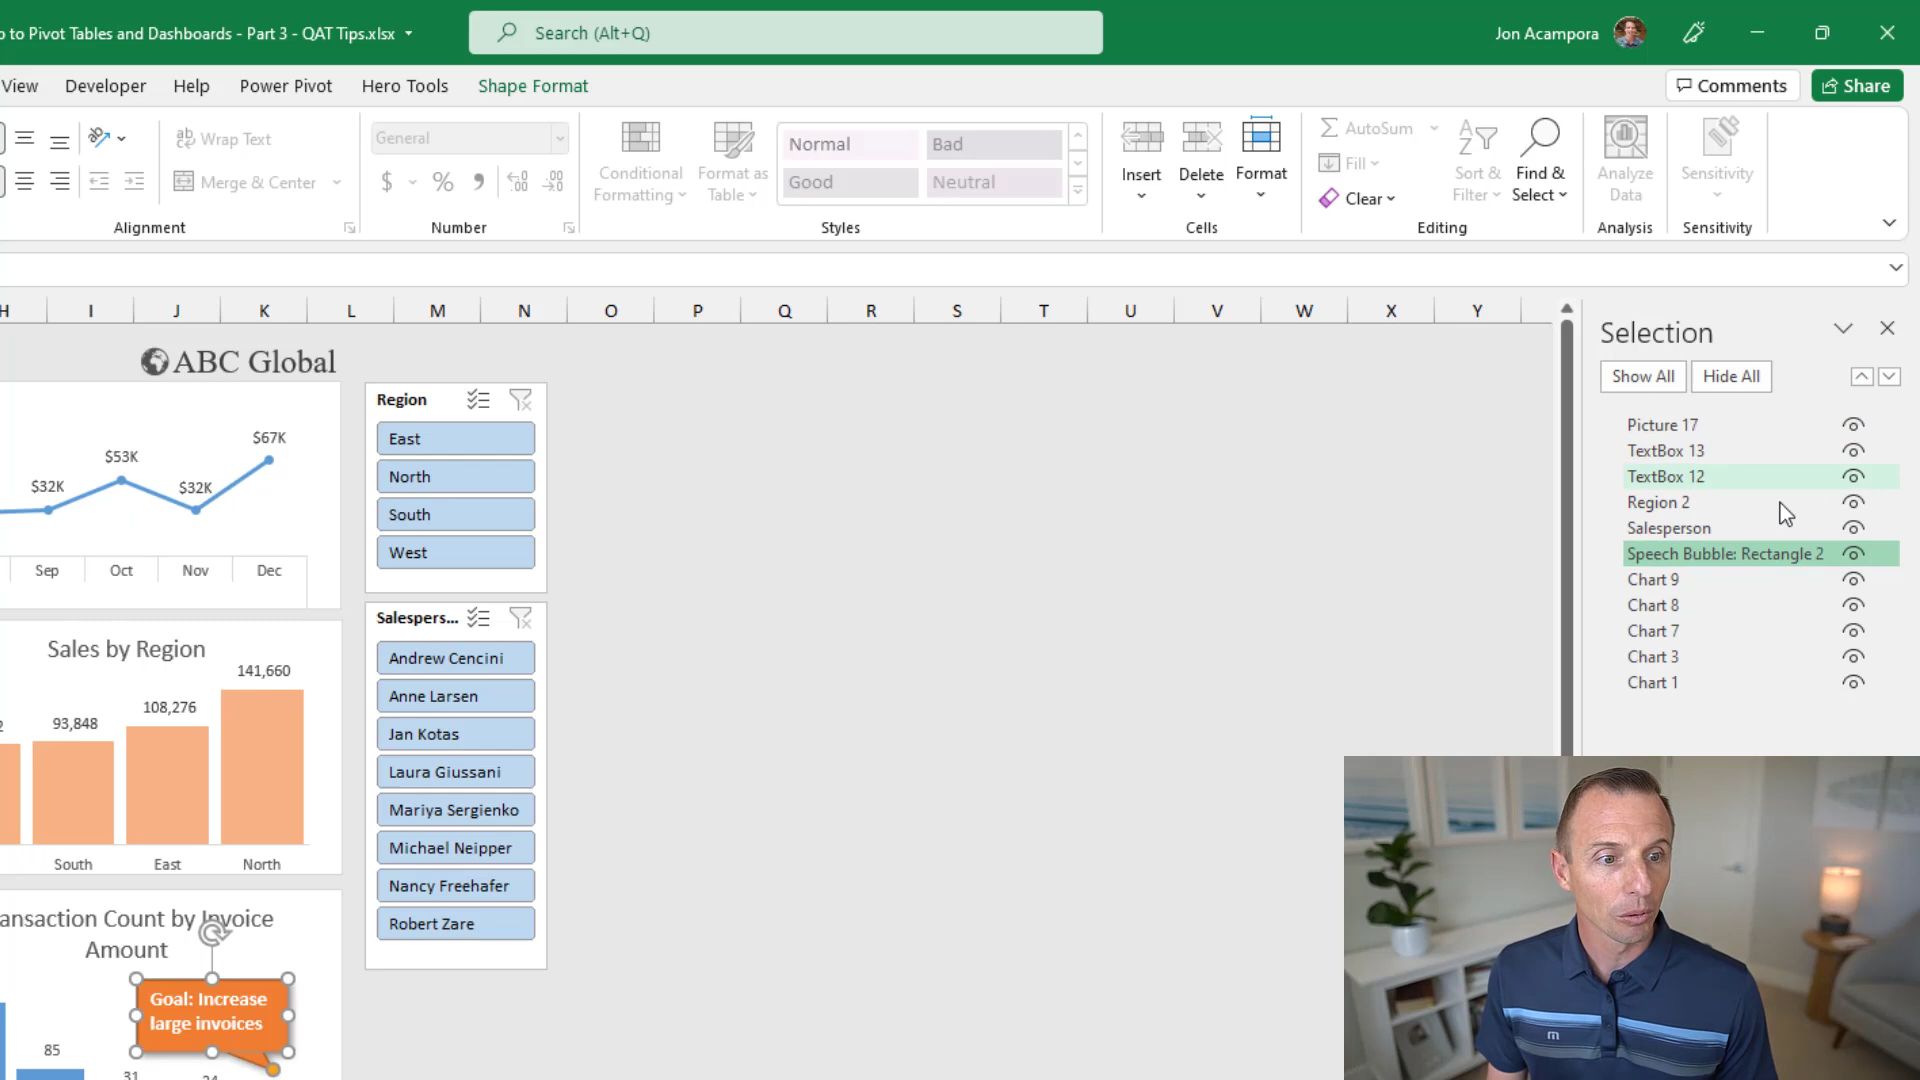 o to Pivot Tables and Dashboards - Part 3 - QAT Tips.xlsx
Search (Alt+Q)
Jon Acampora
View
Developer
Help
Power Pivot
Hero Tools
Shape Format
Comments
Share
Wrap Text
Merge & Center
Alignment
General
$ %
Number
Conditional
Formatting
Format as
Table
Normal
Bad
Good
Neutral
Styles
Insert
Delete
Format
Cells
AutoSum
Fill
Clear
Sort &
Filter
Find &
Select
Editing
Analyze
Data
Analysis
Sensitivity
Sensitivity
H I J K L M N O P Q R S T U V W X Y
ABC Global
$32K
$53K
$32K
$67K
Sep Oct Nov Dec
Sales by Region
2
93,848
108,276
141,660
South East North
ansaction Count by Invoice
Amount
Goal: Increase
large invoices
85
31
24
Region
East
North
South
West
Salespers...
Andrew Cencini
Anne Larsen
Jan Kotas
Laura Giussani
Mariya Sergienko
Michael Neipper
Nancy Freehafer
Robert Zare
Selection
Show All
Hide All
Picture 17
TextBox 13
TextBox 12
Region 2
Salesperson
Speech Bubble: Rectangle 2
Chart 9
Chart 8
Chart 7
Chart 3
Chart 1